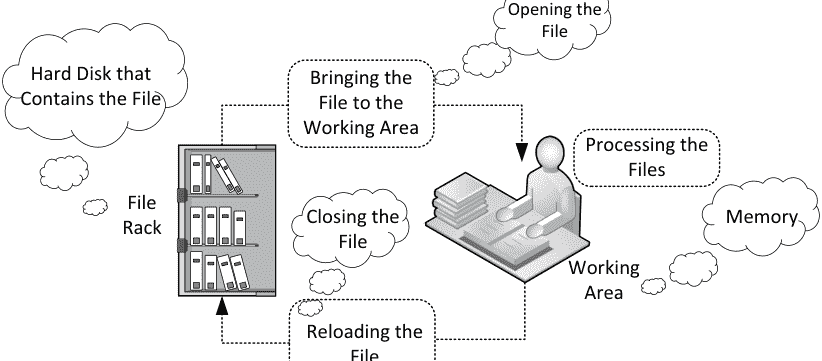 Opening the
File
Hard Disk that
Contains the File
Bringing the
File to the
Working Area
Processing the
Files
File
Rack
Closing the
File
Memory
Working
Area
Reloading the
File